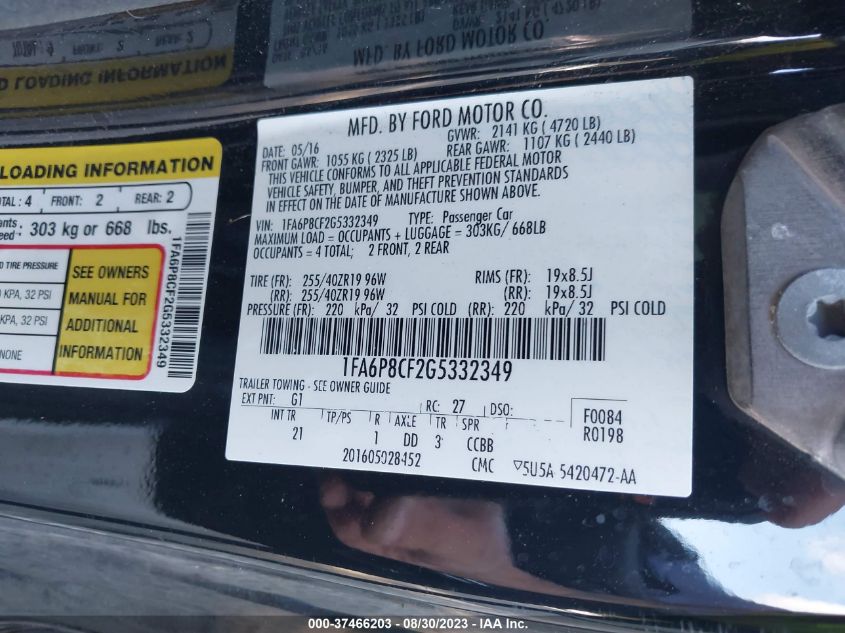 MFD. BY FORD MOTOR CO.
DATE: 05/16 GVWR: 2141 KG ( 4720 LB)
FRONT GAWR: 1055 KG ( 2325 LB) REAR GAWR: 1107 KG ( 2440 LB)
THIS VEHICLE CONFORMS TO ALL APPLICABLE FEDERAL MOTOR
VEHICLE SAFETY, BUMPER, AND THEFT PREVENTION STANDARDS
IN EFFECT ON THE DATE OF MANUFACTURE SHOWN ABOVE.
VIN: 1FA6P8CF2G5332349 TYPE: Passenger Car
MAXIMUM LOAD = OCCUPANTS + LUGGAGE = 303KG/ 668LB
OCCUPANTS = 4 TOTAL; 2 FRONT, 2 REAR
TIRE (FR): 255/40ZR19 96W RIMS (FR): 19x8.5J
(RR): 255/40ZR19 96W (RR): 19x8.5J
PRESSURE (FR): 220 kPa/ 32 PSI COLD (RR): 220 kPa/ 32 PSI COLD
1FA6P8CF2G5332349
TRAILER TOWING - SEE OWNER GUIDE
EXT PNT: G1 RC: 27 DSO:
INT TR TP/PS R AXLE TR SPR F0084
21 1 DD 3 CCBB R0198
201605028452 CMC 5U5A 5420472-AA
LOADING INFORMATION
TOTAL: 4 FRONT: 2 REAR: 2
303 kg or 668 lbs.
TIRE PRESSURE SEE OWNERS
KPA, 32 PSI MANUAL FOR
KPA, 32 PSI ADDITIONAL
NONE INFORMATION
1FA6P8CF2G5332349
000-37466203 - 08/30/2023 - IAAI Inc.